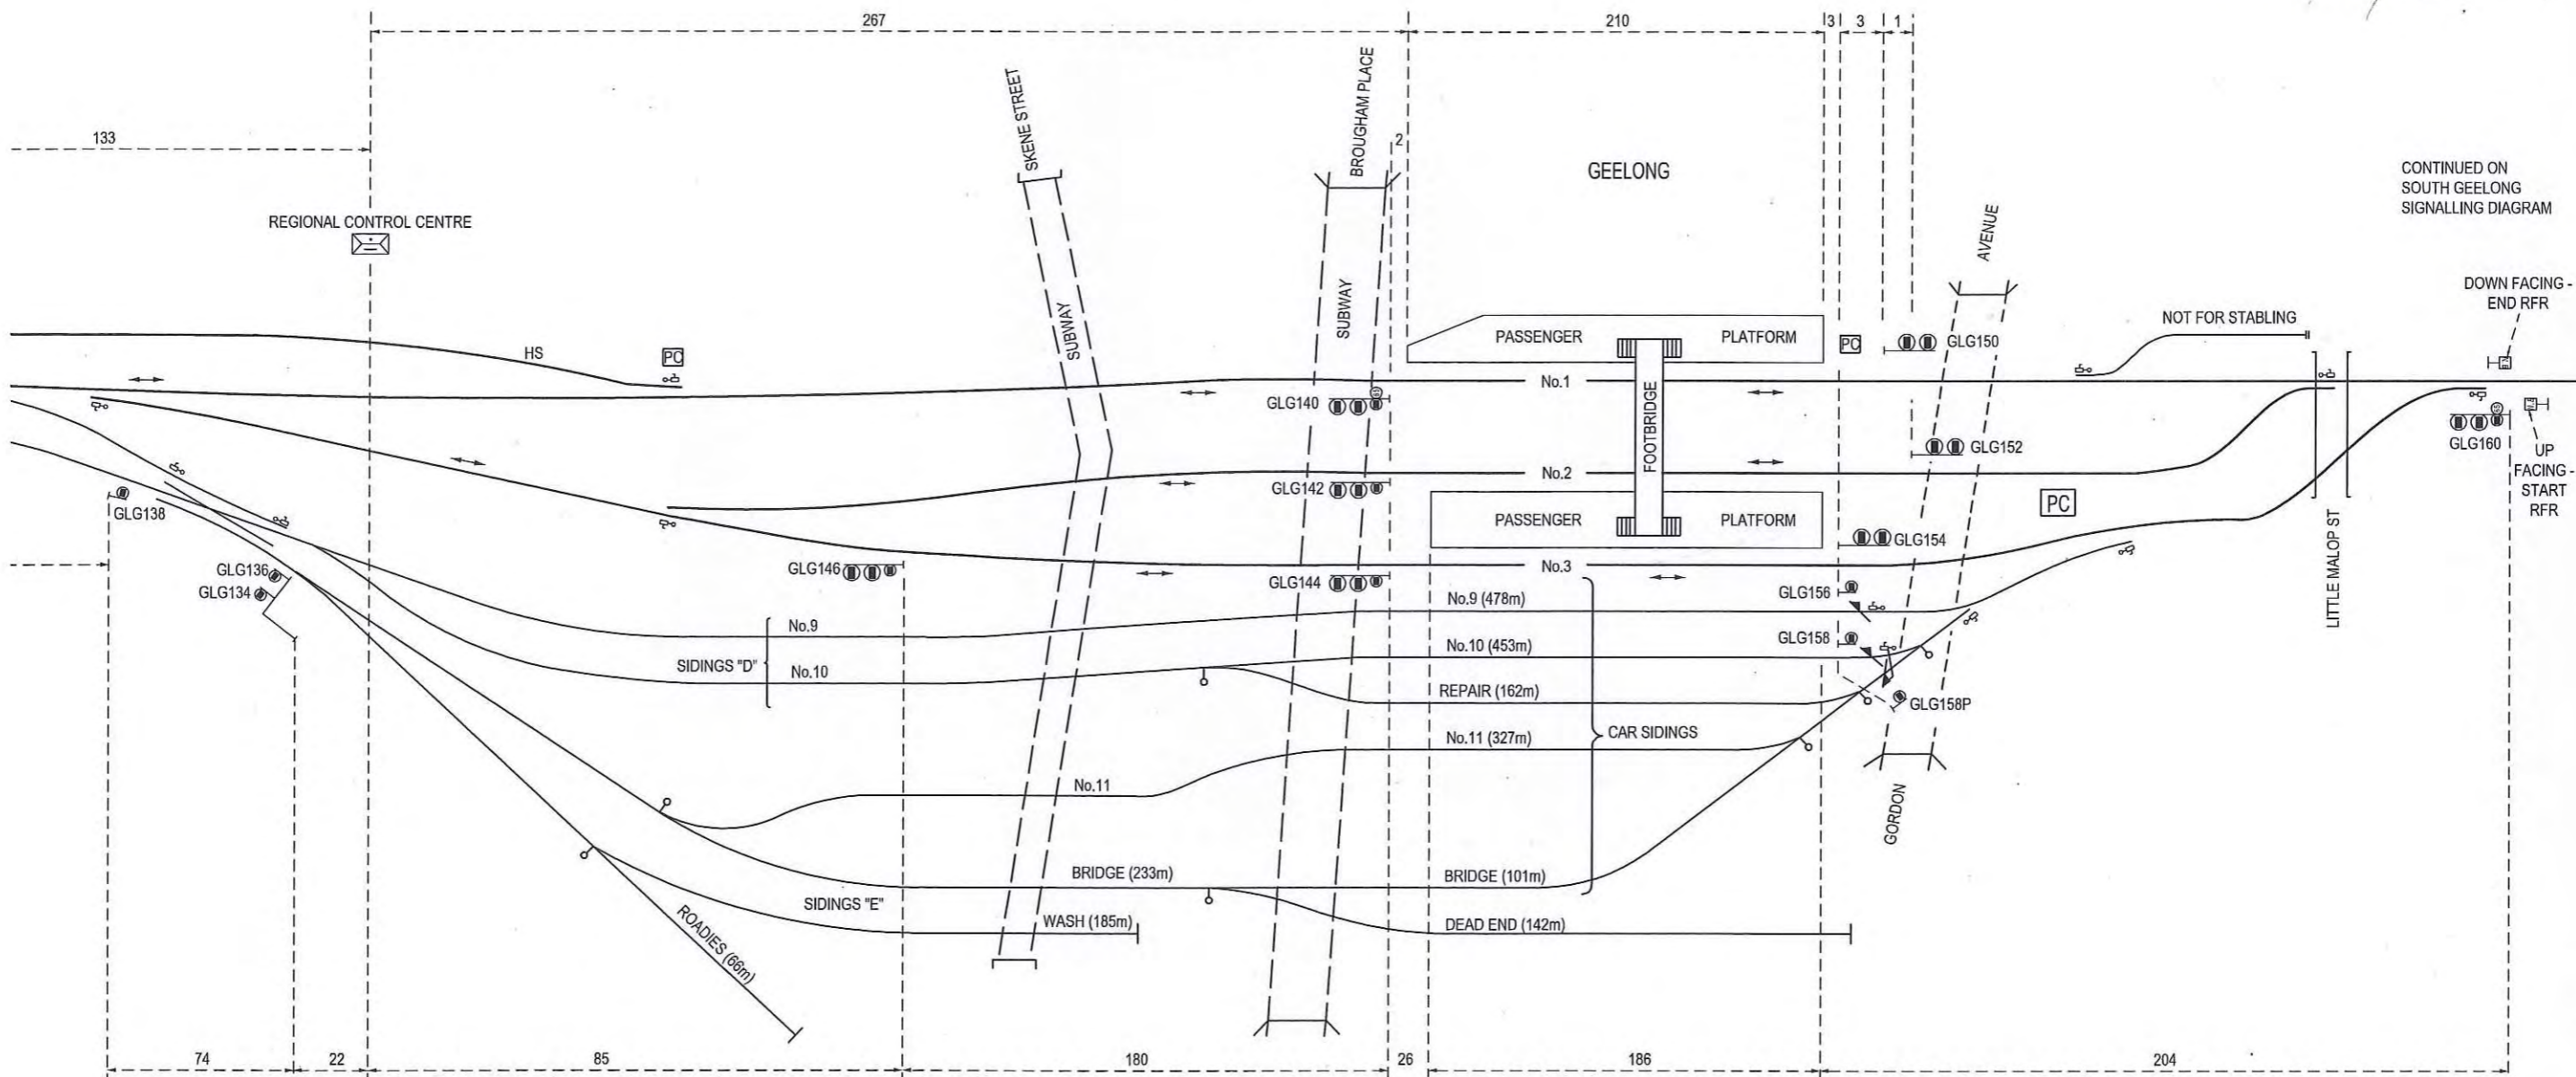 267
210
3
3
1
133
2
SKENE STREET
BROUGHAM PLACE
GEELONG
CONTINUED ON
SOUTH GEELONG
SIGNALLING DIAGRAM
REGIONAL CONTROL CENTRE
AVENUE
DOWN FACING -
END RFR
NOT FOR STABLING
SUBWAY
SUBWAY
PASSENGER
PLATFORM
PC
GLG150
HS
PC
No.1
GLG140
FOOTBRIDGE
GLG152
GLG160
UP
FACING -
START
RFR
No.2
GLG142
GLG138
PASSENGER
PLATFORM
PC
GLG154
LITTLE MALOP ST
GLG136
GLG134
GLG146
GLG144
No.3
No.9 (478m)
GLG156
No.9
GLG158
SIDINGS "D"
No.10
No.10 (453m)
REPAIR (162m)
GLG158P
CAR SIDINGS
No.11 (327m)
No.11
GORDON
BRIDGE (233m)
BRIDGE (101m)
SIDINGS "E"
ROADIES (66m)
WASH (185m)
DEAD END (142m)
74
22
85
180
26
186
204